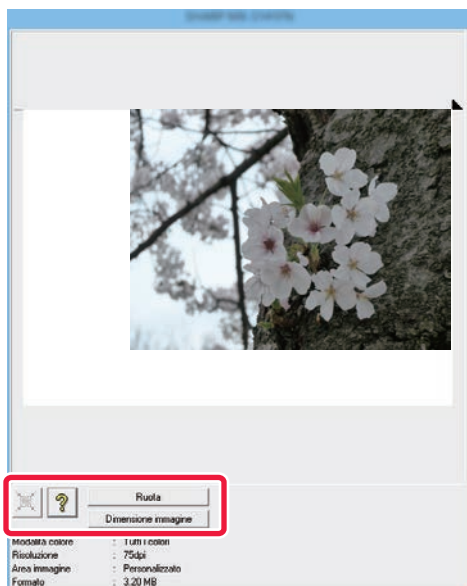 ?
Ruota
Dimensione immagine
Modalità colore : Tutti i colori
Risoluzione : 75dpi
Area immagine : Personalizzato
Formato : 3.20 MB